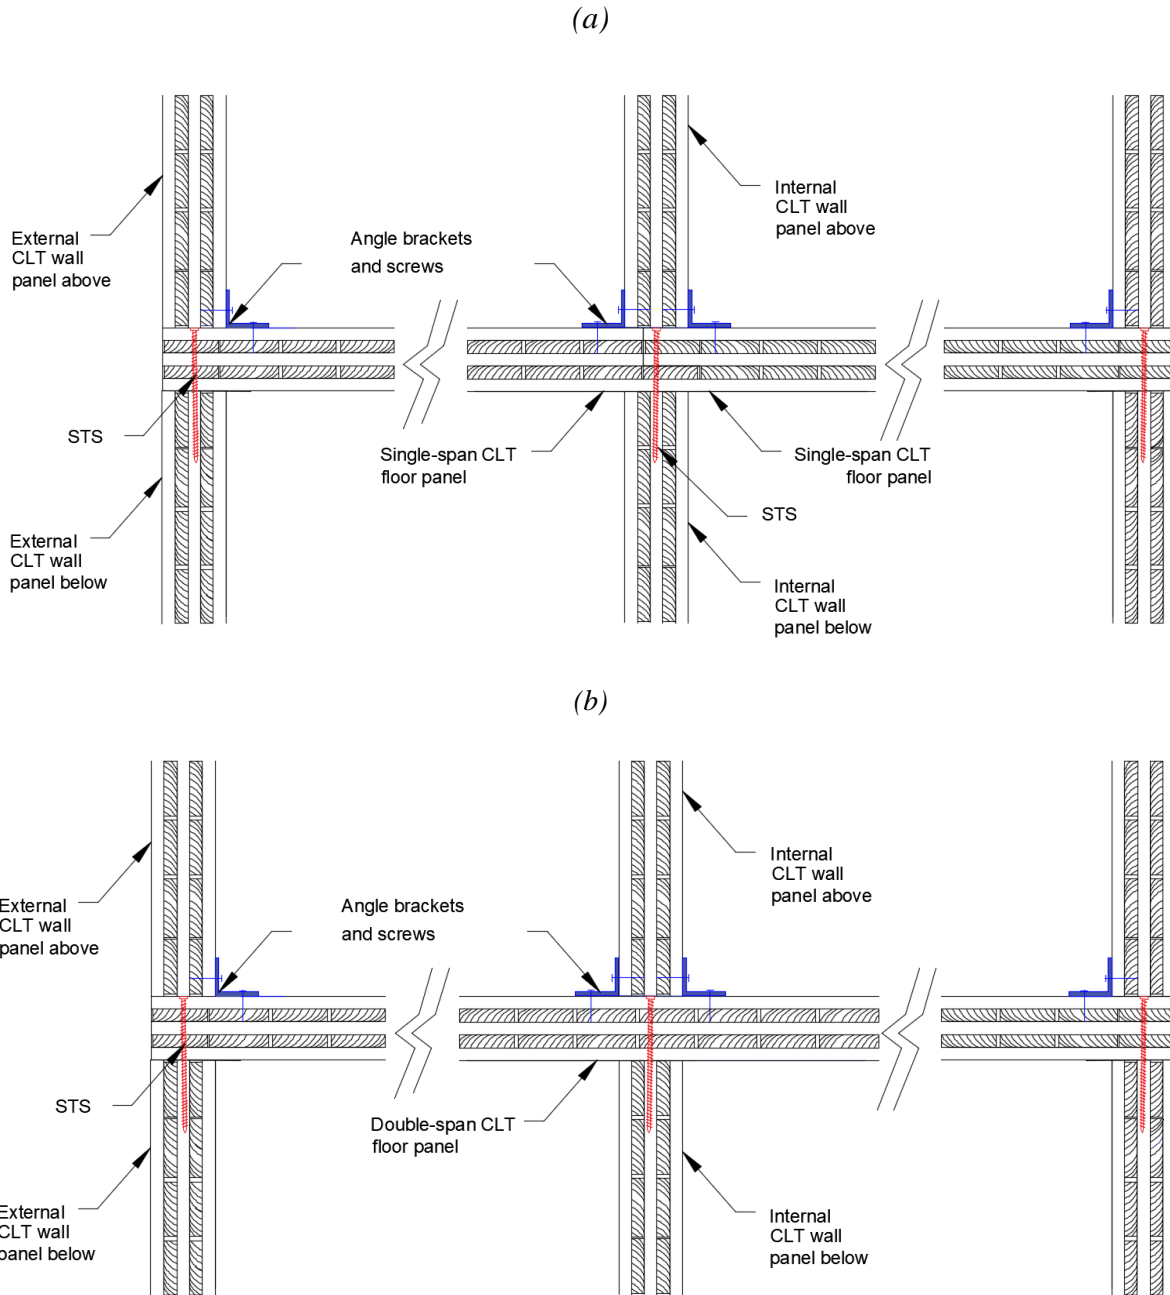 (a)
External
CLT wall
panel above
Angle brackets
and screws
Internal
CLT wall
panel above
STS
Single-span CLT
floor panel
Single-span CLT
floor panel
STS
External
CLT wall
panel below
Internal
CLT wall
panel below
(b)
External
CLT wall
panel above
Angle brackets
and screws
Internal
CLT wall
panel above
STS
Double-span CLT
floor panel
External
CLT wall
panel below
Internal
CLT wall
panel below